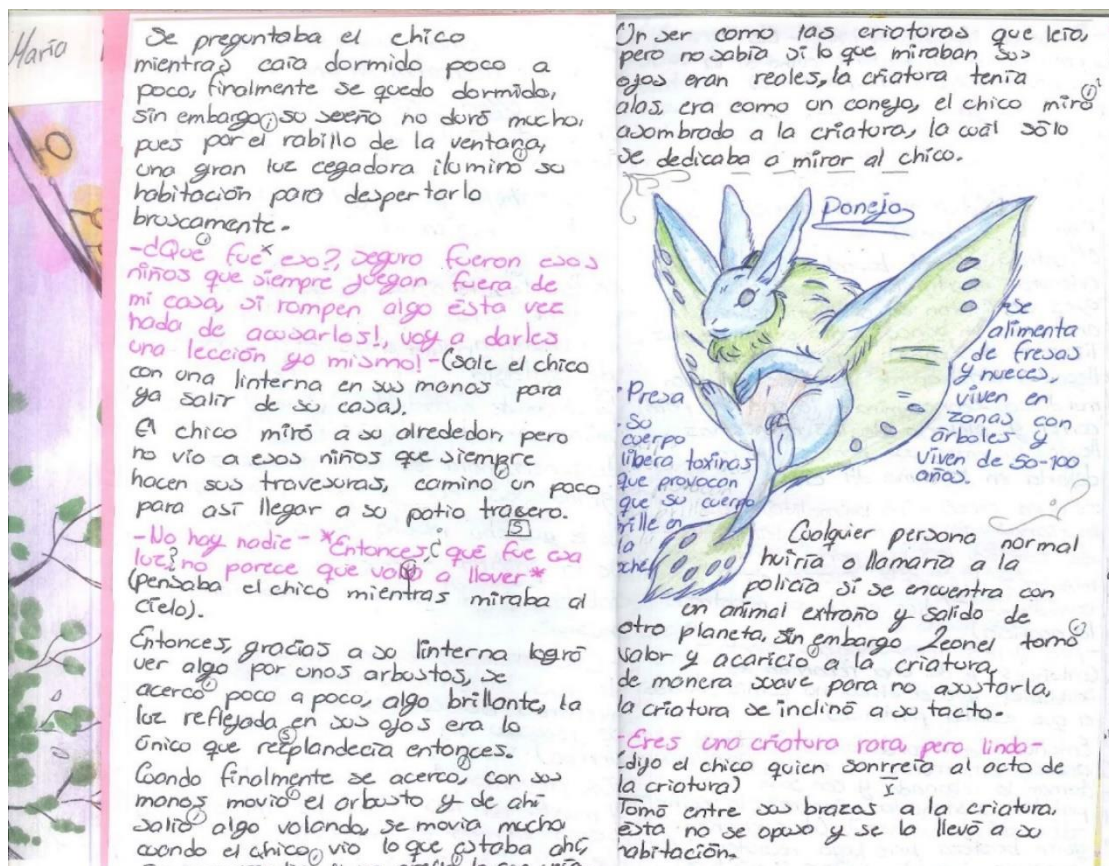 María
Se preguntaba el chico
mientras caía dormido poco a
poco, finalmente se quedo dormido,
sin embargo, su sueño no duró mucho,
pues por el rabillo de la ventana,
una gran luz cegadora ilumino su
habitación para despertarlo
bruscamente.
-¿Qué fue eso?, seguro fueron esos
niños que siempre juegan fuera de
mi casa, si rompen algo ésta vez
nada de acusarlos!, voy a darles
una lección yo mismo! - (sale el chico
con una linterna en sus manos para
ya salir de su casa).
El chico miró a su alrededor, pero
no vio a esos niños que siempre
hacen sus travesuras, camino un poco
para así llegar a su patio tracero.
S
-No hay nadie- *Entonces, ¿qué fue esa
luz? no parece que vaya a llover*
(pensaba el chico mientras miraba al
cielo).
Entonces, gracias a su linterna logró
ver algo por unos arbustos, se
acercó poco a poco, algo brillante, la
luz reflejada en sus ojos era lo
único que rezplandecía entonces.
S
Cuando finalmente se acerco, con sus
manos movió el arbusto y de ahí
salió algo volando, se movía mucho,
cuando el chico vio lo que estaba ahí,
Un ser como las criaturas que leía,
pero no sabía si lo que miraban sus
ojos eran reales, la criatura tenía
alas, era como un conejo, el chico miró
asombrado a la criatura, la cuál sólo
se dedicaba a mirar al chico.
Ponejo
-se
alimenta
de fresas
y nueces,
viven en
zonas con
árboles y
viven de 50-100
años.
· Presa
Su
cuerpo
libera toxinas
que provocan
que su cuerpo
brille en
la
noche
Cualquier persona normal
huiría o llamaría a la
policía si se encuentra con
un animal extraño y salido de
otro planeta, sin embargo Leonel tomó
valor y acaricio a la criatura,
de manera suave para no asustarla,
la criatura se inclinó a su tacto.
-Eres una criatura rara, pero linda-
(dijo el chico quien sonrreía al acto de
la criatura)
Tomó entre su brazos a la criatura,
ésta no se opuso y se lo llevó a su
habitación.